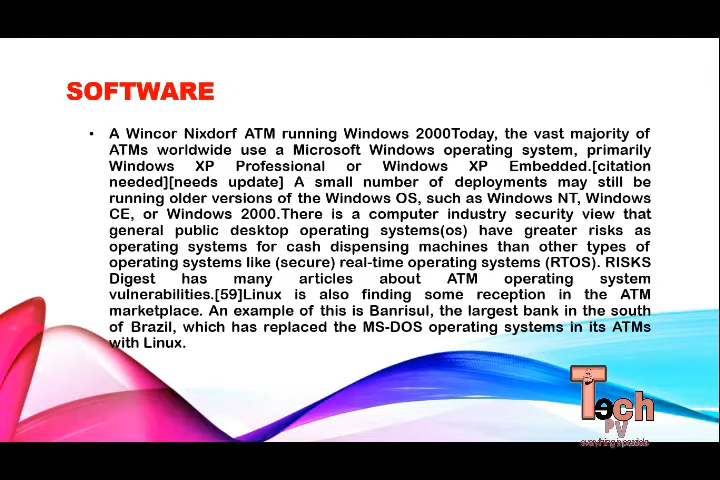 SOFTWARE
• A Wincor Nixdorf ATM running Windows 2000Today, the vast majority of
ATMs worldwide use a Microsoft Windows operating system, primarily
Windows XP Professional or Windows XP Embedded.[citation
needed][needs update] A small number of deployments may still be
running older versions of the Windows OS, such as Windows NT, Windows
CE, or Windows 2000.There is a computer industry security view that
general public desktop operating systems(os) have greater risks as
operating systems for cash dispensing machines than other types of
operating systems like (secure) real-time operating systems (RTOS). RISKS
Digest has many articles about ATM operating system
vulnerabilities.[59]Linux is also finding some reception in the ATM
marketplace. An example of this is Banrisul, the largest bank in the south
of Brazil, which has replaced the MS-DOS operating systems in its ATMs
with Linux.
Tech
PV
everything is possible